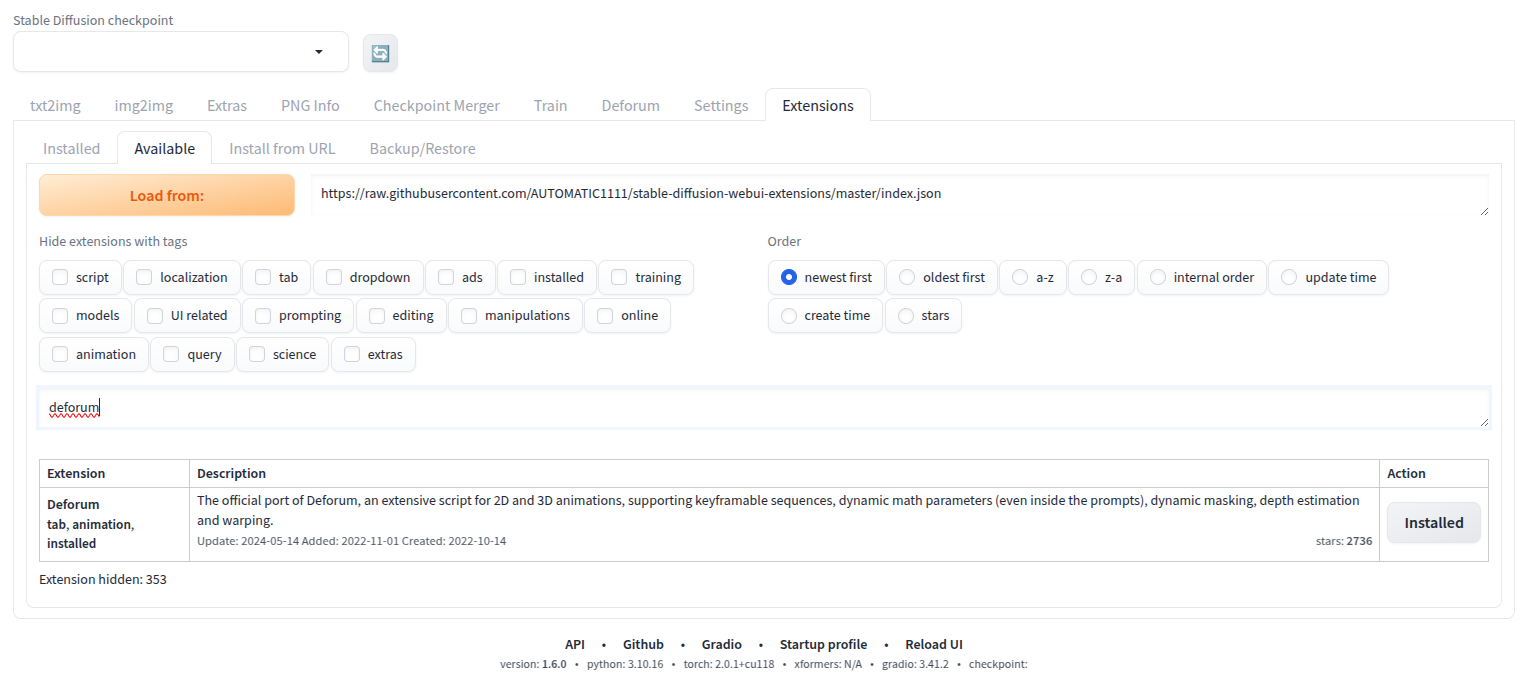 Stable Diffusion checkpoint
txt2img img2img Extras PNG Info Checkpoint Merger Train Deforum Settings Extensions
Installed Available Install from URL Backup/Restore
Load from: https://raw.githubusercontent.com/AUTOMATIC1111/stable-diffusion-webui-extensions/master/index.json
Hide extensions with tags Order
script localization tab dropdown ads installed training newest first oldest first a-z z-a internal order update time
models UI related prompting editing manipulations online create time stars
animation query science extras
deforum
Extension Description Action
Deforum
tab, animation,
installed
The official port of Deforum, an extensive script for 2D and 3D animations, supporting keyframable sequences, dynamic math parameters (even inside the prompts), dynamic masking, depth estimation
and warping.
Update: 2024-05-14 Added: 2022-11-01 Created: 2022-10-14 stars: 2736
Installed
Extension hidden: 353
API • Github • Gradio • Startup profile • Reload UI
version: 1.6.0 • python: 3.10.16 • torch: 2.0.1+cu118 • xformers: N/A • gradio: 3.41.2 • checkpoint: